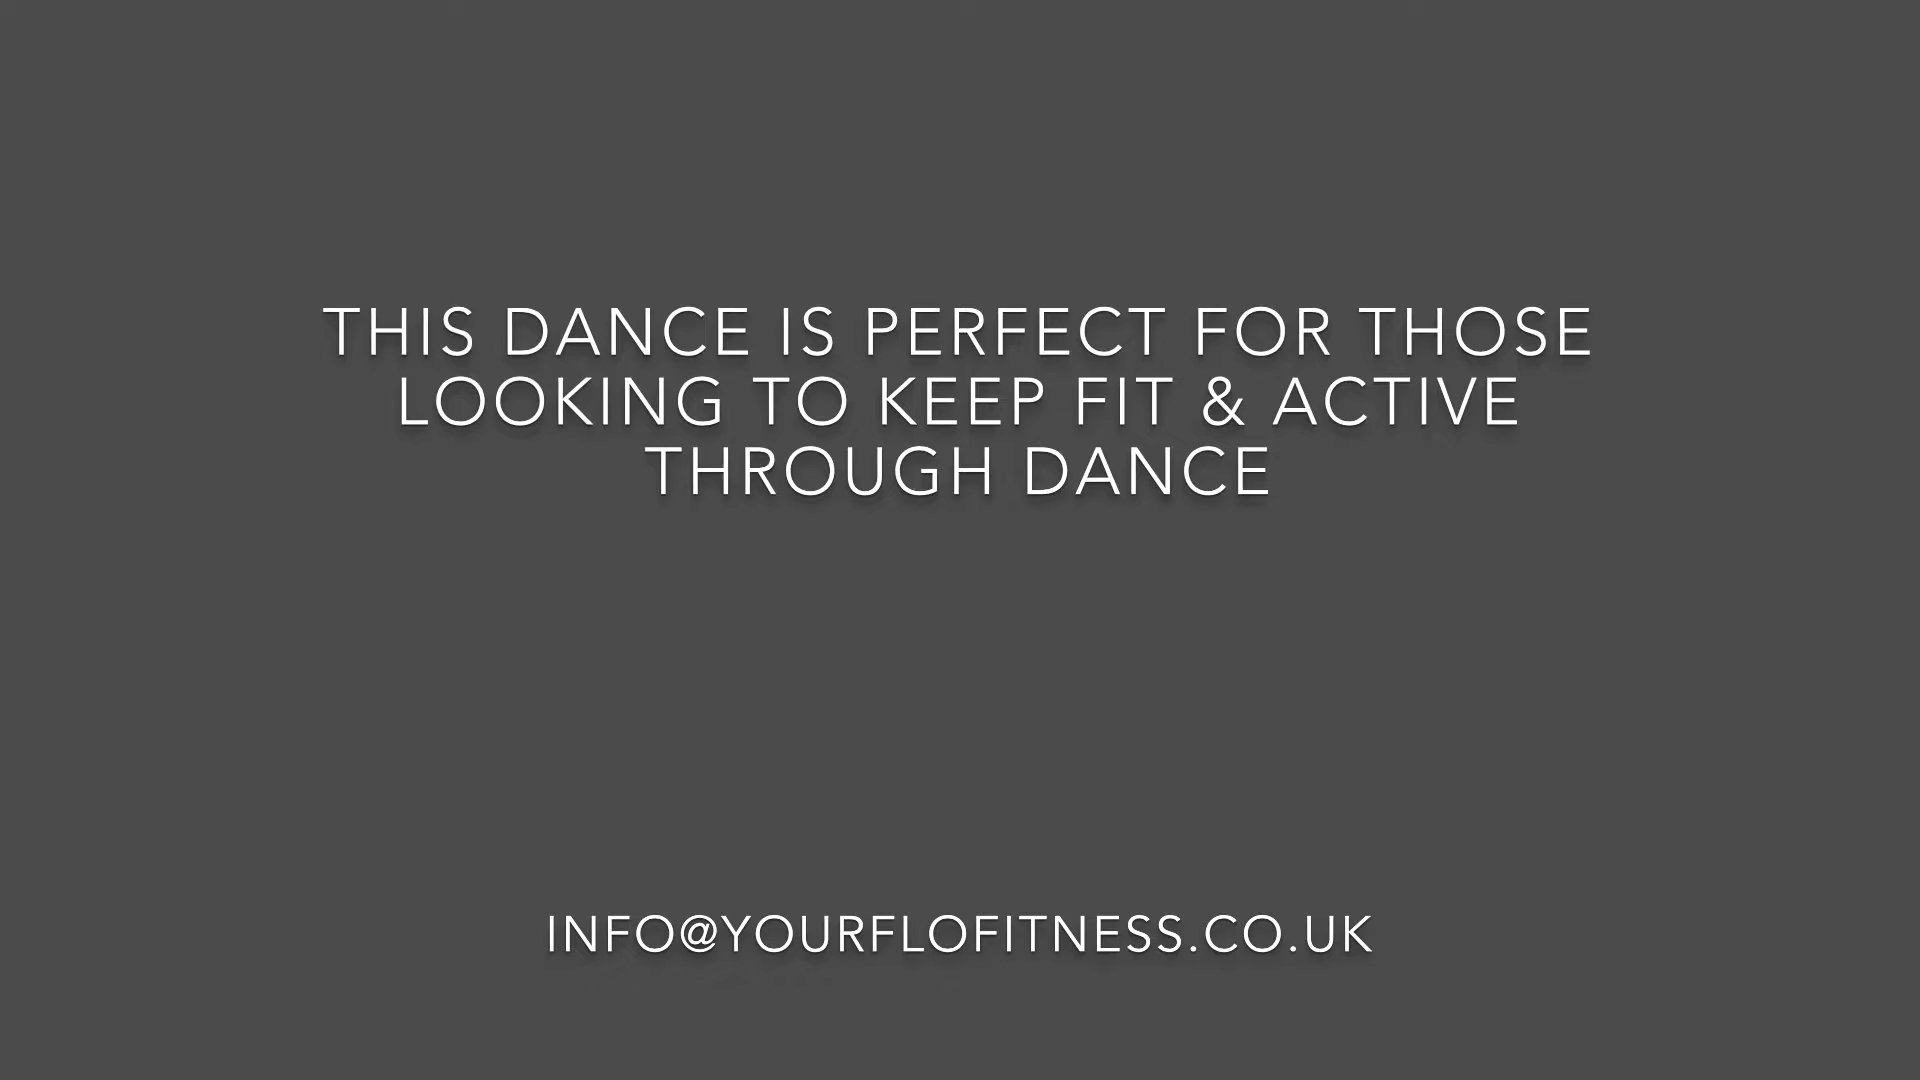 THIS DANCE IS PERFECT FOR THOSE
LOOKING TO KEEP FIT & ACTIVE
THROUGH DANCE
INFO@YOURFLOFITNESS.CO.UK